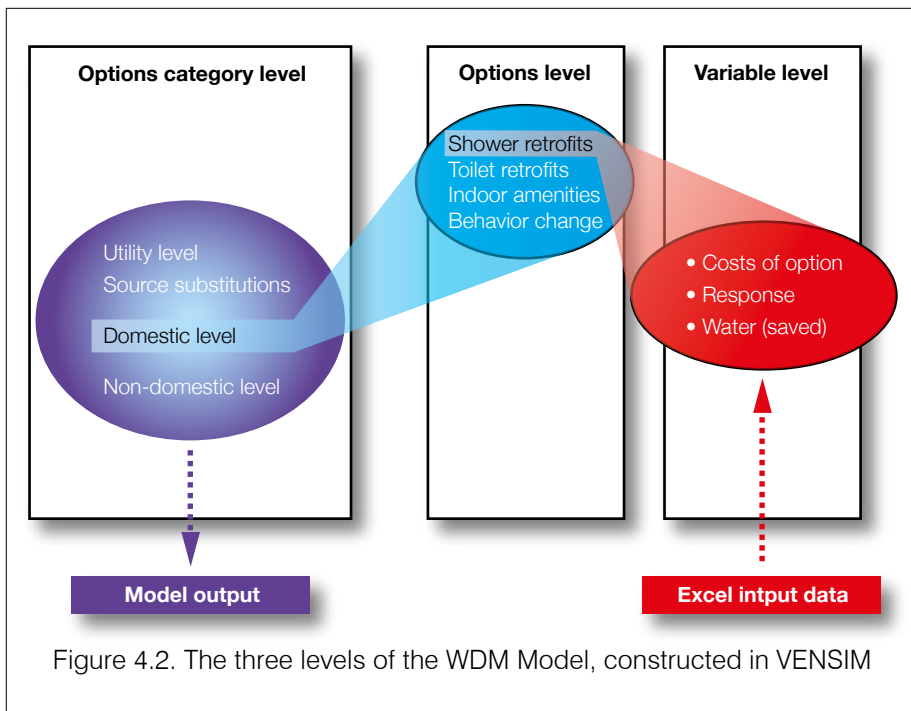 Options category level
Utility level
Source substitutions
Domestic level
Non-domestic level
Model output
Options level
Shower retrofits
Toilet retrofits
Indoor amenities
Behavior change
Variable level
• Costs of option
• Response
• Water (saved)
Excel intput data
Figure 4.2. The three levels of the WDM Model, constructed in VENSIM